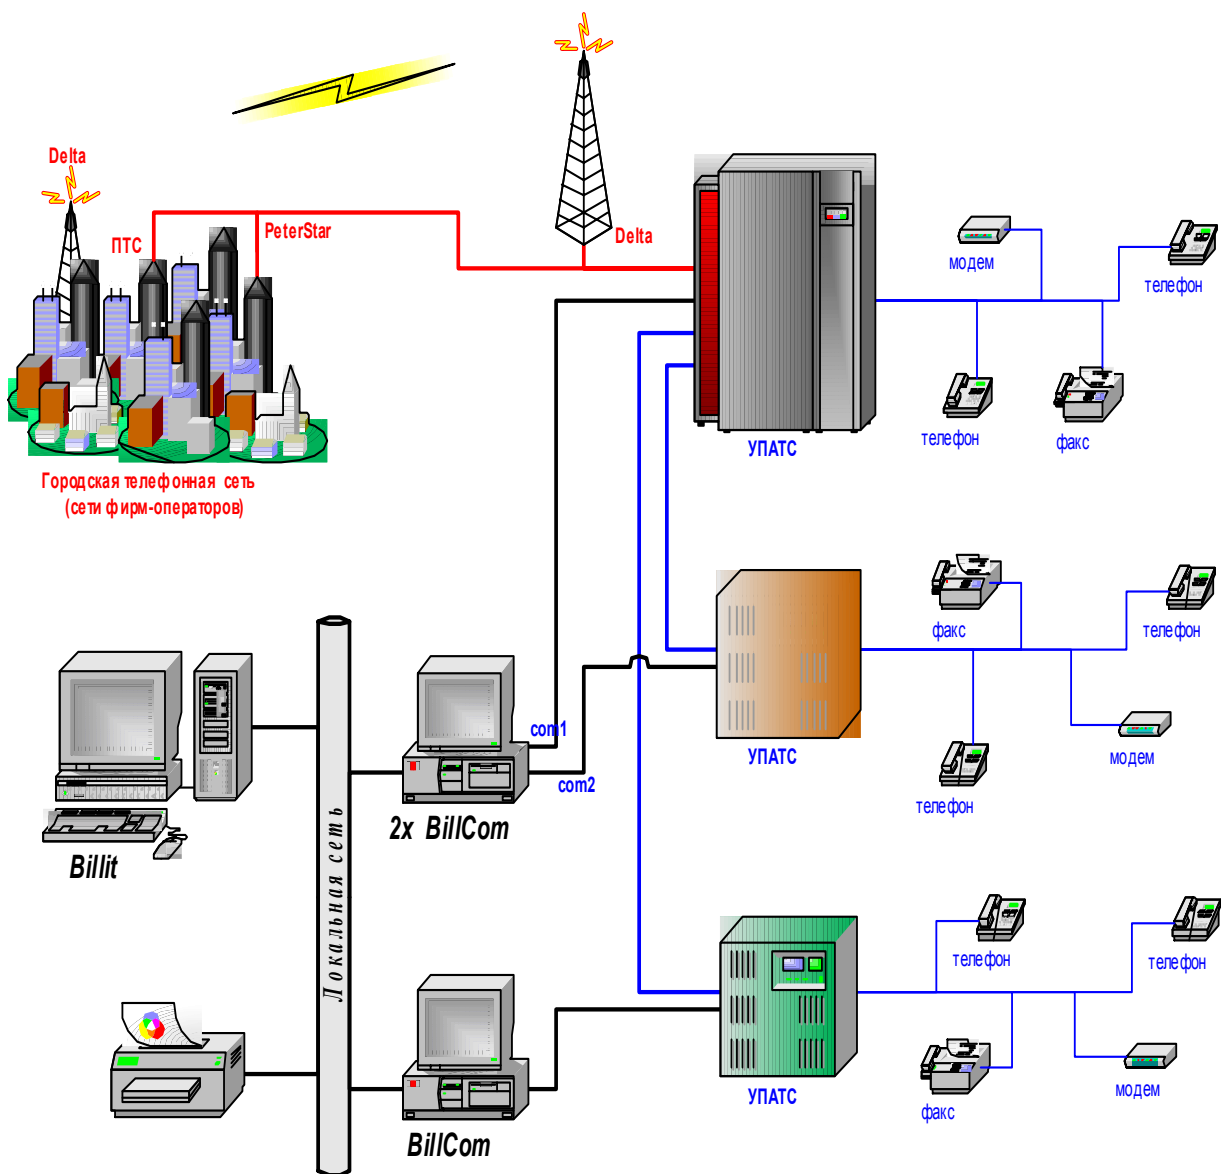 Delta
ПТС
PeterStar
Delta
Городская телефонная сеть
(сети фирм-операторов)
УПАТС
модем
телефон
телефон
факс
УПАТС
факс
телефон
телефон
модем
com1
com2
2x BillCom
Billit
Локальная сеть
BillCom
УПАТС
телефон
телефон
факс
модем